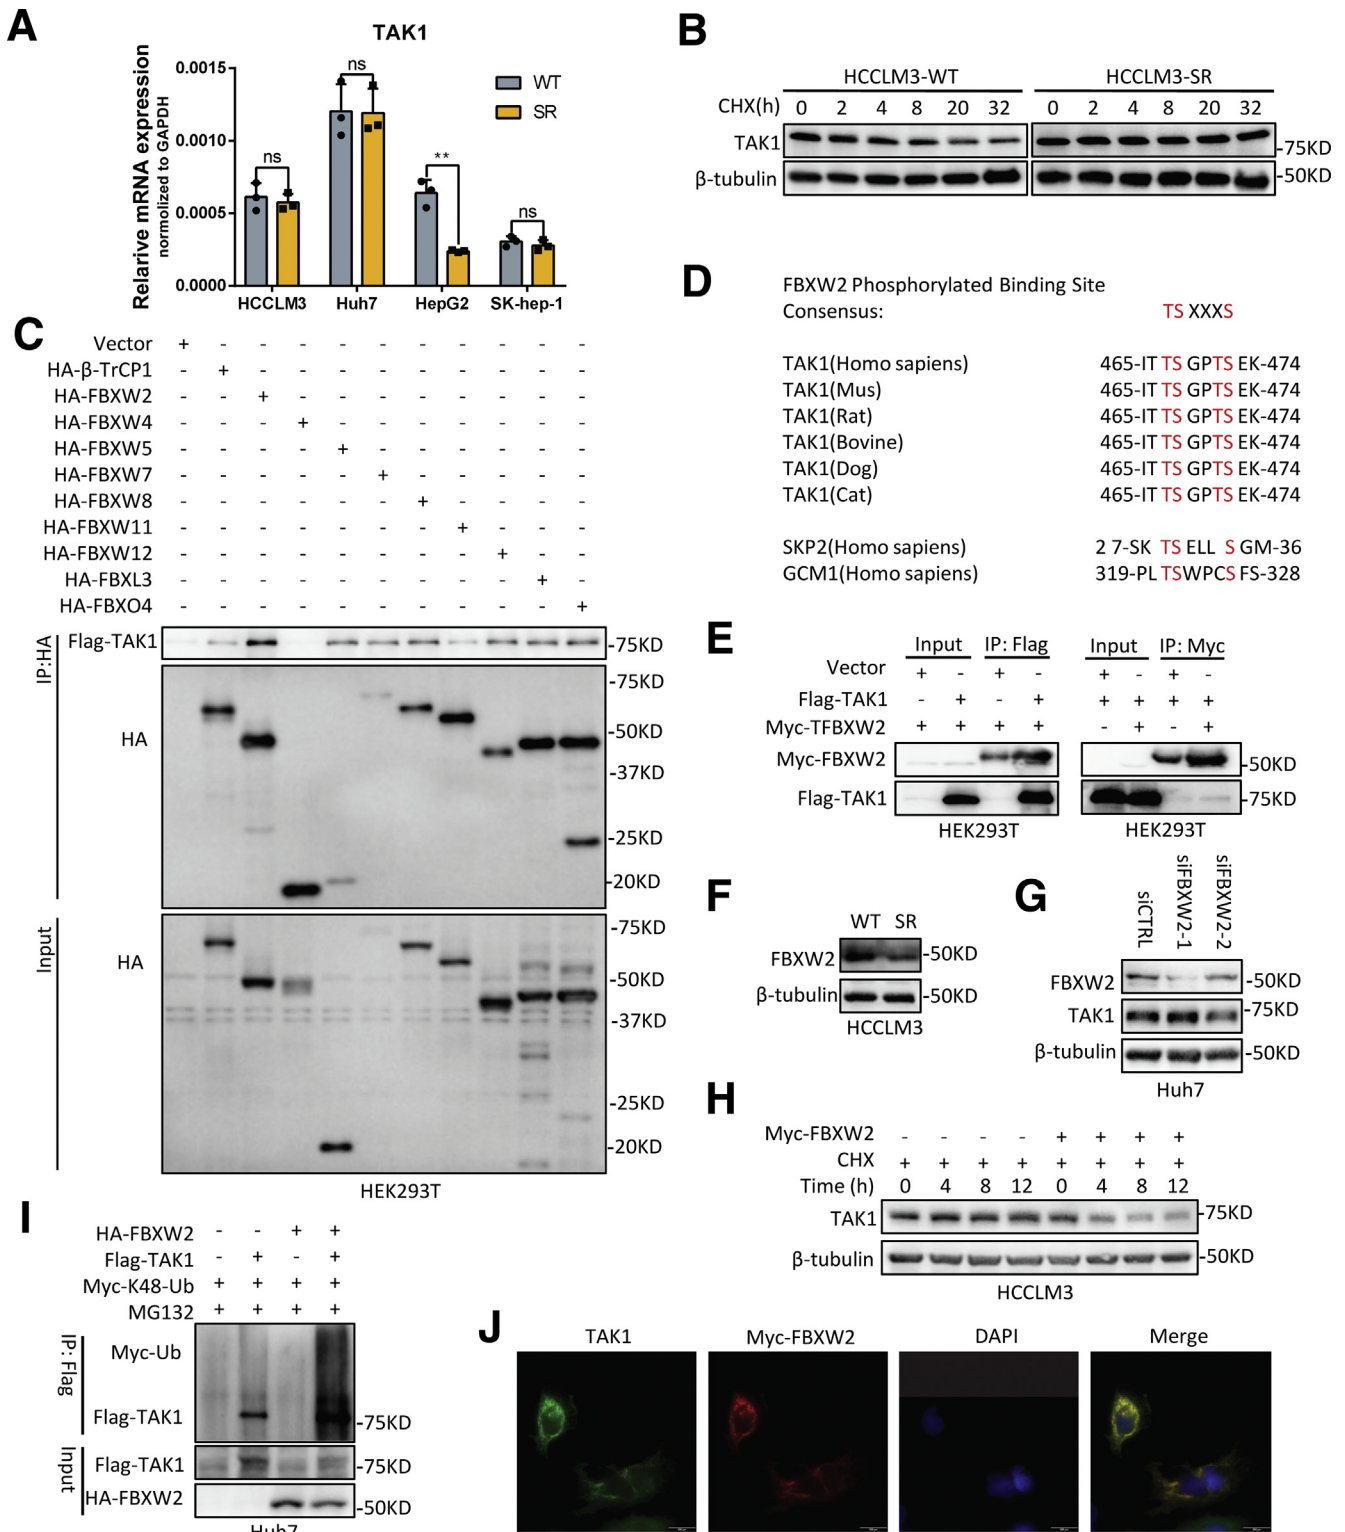 A
TAK1
Relarive mRNA expression
normolized to GAPDH
0.0015
0.0010
0.0005
0.0000
ns
ns
**
ns
WT
SR
HCCLM3 Huh7 HepG2 SK-hep-1
B
HCCLM3-WT HCCLM3-SR
CHX(h) 0 2 4 8 20 32 0 2 4 8 20 32
TAK1 -75KD
β-tubulin -50KD
C
Vector + - - - - - - - - - -
HA-β-TrCP1 - + - - - - - - - - -
HA-FBXW2 - - + - - - - - - - -
HA-FBXW4 - - - + - - - - - - -
HA-FBXW5 - - - - + - - - - - -
HA-FBXW7 - - - - - + - - - - -
HA-FBXW8 - - - - - - + - - - -
HA-FBXW11 - - - - - - - + - - -
HA-FBXW12 - - - - - - - - + - -
HA-FBXL3 - - - - - - - - - + -
HA-FBXO4 - - - - - - - - - - +
IP:HA
Flag-TAK1 -75KD
HA
-75KD
-50KD
-37KD
-25KD
-20KD
Input
HA
-75KD
-50KD
-37KD
-25KD
-20KD
HEK293T
D
FBXW2 Phosphorylated Binding Site
Consensus: TS XXXS
TAK1(Homo sapiens) 465-IT TS GPTS EK-474
TAK1(Mus) 465-IT TS GPTS EK-474
TAK1(Rat) 465-IT TS GPTS EK-474
TAK1(Bovine) 465-IT TS GPTS EK-474
TAK1(Dog) 465-IT TS GPTS EK-474
TAK1(Cat) 465-IT TS GPTS EK-474
SKP2(Homo sapiens) 2 7-SK TS ELL S GM-36
GCM1(Homo sapiens) 319-PL TSWPCS FS-328
E
Input IP: Flag Input IP: Myc
Vector + - + - + - + -
Flag-TAK1 - + - + + + + +
Myc-TFBXW2 + + + + - + - +
Myc-FBXW2 -50KD
Flag-TAK1 -75KD
HEK293T HEK293T
F
WT SR
FBXW2 -50KD
β-tubulin -50KD
HCCLM3
G
siCTRL
siFBXW2-1
siFBXW2-2
FBXW2 -50KD
TAK1 -75KD
β-tubulin -50KD
Huh7
H
Myc-FBXW2 - - - - + + + +
CHX + + + + + + + +
Time (h) 0 4 8 12 0 4 8 12
TAK1 -75KD
β-tubulin -50KD
HCCLM3
I
HA-FBXW2 - - + +
Flag-TAK1 - + - +
Myc-K48-Ub + + + +
MG132 + + + +
IP: Flag
Myc-Ub
Flag-TAK1 -75KD
Input
Flag-TAK1 -75KD
HA-FBXW2 -50KD
Huh7
J
TAK1 Myc-FBXW2 DAPI Merge